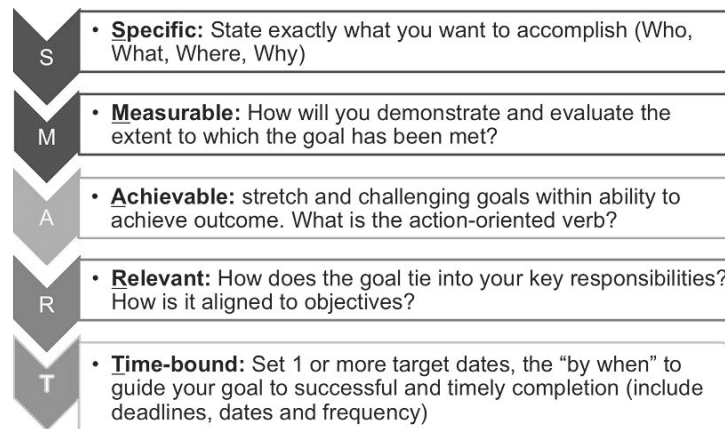 S
• Specific: State exactly what you want to accomplish (Who,
What, Where, Why)
M
• Measurable: How will you demonstrate and evaluate the
extent to which the goal has been met?
A
• Achievable: stretch and challenging goals within ability to
achieve outcome. What is the action-oriented verb?
R
• Relevant: How does the goal tie into your key responsibilities?
How is it aligned to objectives?
T
• Time-bound: Set 1 or more target dates, the “by when” to
guide your goal to successful and timely completion (include
deadlines, dates and frequency)